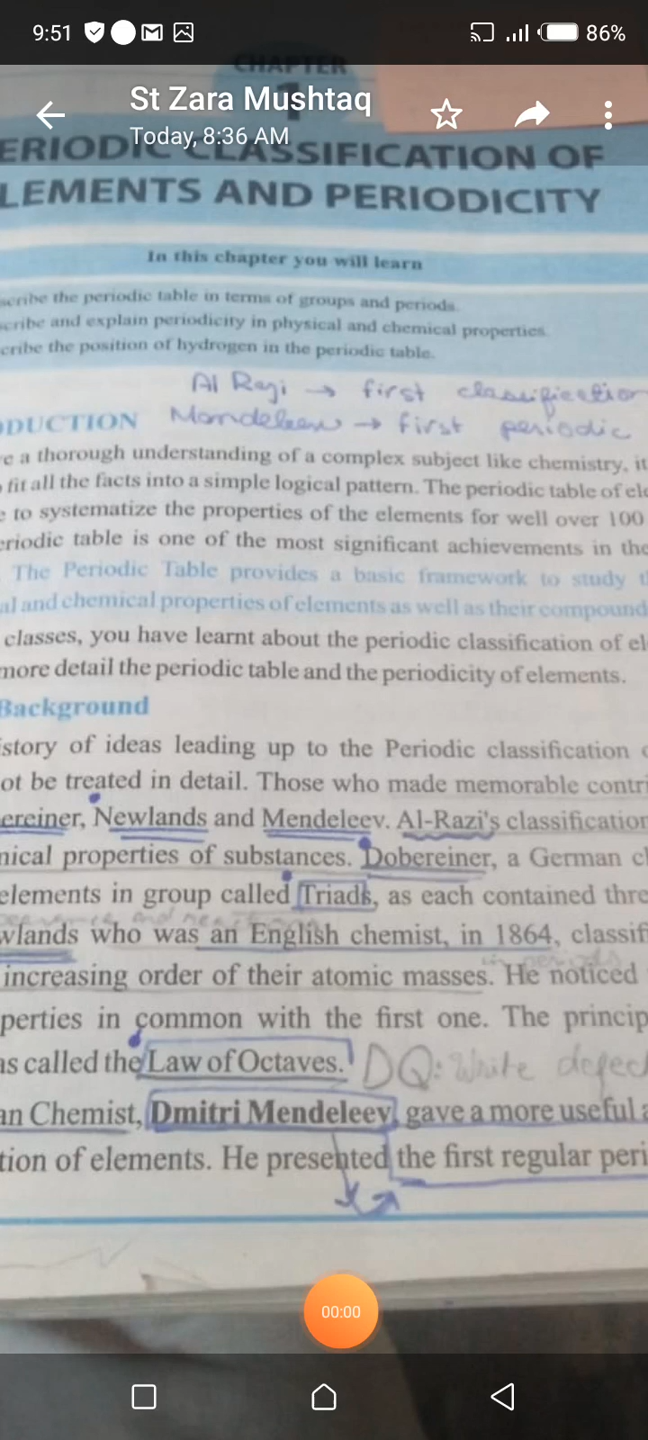 9:51
86%
CHAPTER
1
St Zara Mushtaq
Today, 8:36 AM
ERIODIC CLASSIFICATION OF
LEMENTS AND PERIODICITY
In this chapter you will learn
scribe the periodic table in terms of groups and periods.
cribe and explain periodicity in physical and chemical properties.
cribe the position of hydrogen in the periodic table.
Al Razi → first classification
ODUCTION Mandeleev → first periodic
e a thorough understanding of a complex subject like chemistry, it
fit all the facts into a simple logical pattern. The periodic table of ele
e to systematize the properties of the elements for well over 100
eriodic table is one of the most significant achievements in the
The Periodic Table provides a basic framework to study t
al and chemical properties of elements as well as their compound
classes, you have learnt about the periodic classification of el
more detail the periodic table and the periodicity of elements.
Background
istory of ideas leading up to the Periodic classification
ot be treated in detail. Those who made memorable contri
ereiner, Newlands and Mendeleev. Al-Razi's classification
nical properties of substances. Dobereiner, a German c
elements in group called Triads, as each contained thre
wlands who was an English chemist, in 1864, classif
in periods
increasing order of their atomic masses. He noticed
perties in common with the first one. The princip
as called the Law of Octaves. DQ: Write defec
an Chemist, Dmitri Mendeleev, gave a more useful a
tion of elements. He presented the first regular peri
00:00